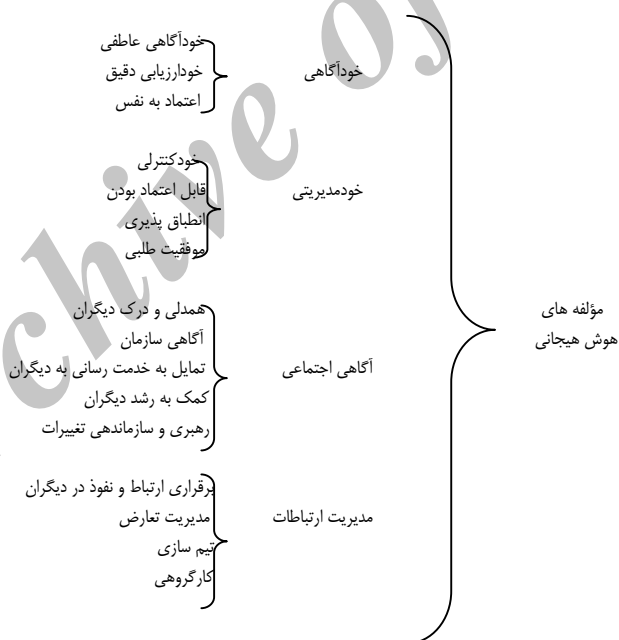 مؤلفه های
هوش هیجانی
خودآگاهی
خودآگاهی عاطفی
خودارزیابی دقیق
اعتماد به نفس
خودمدیریتی
خودکنترلی
قابل اعتماد بودن
انطباق پذیری
موفقیت طلبی
آگاهی اجتماعی
همدلی و درک دیگران
آگاهی سازمان
تمایل به خدمت رسانی به دیگران
کمک به رشد دیگران
رهبری و سازماندهی تغییرات
مدیریت ارتباطات
برقراری ارتباط و نفوذ در دیگران
مدیریت تعارض
تیم سازی
کارگروهی
chive of